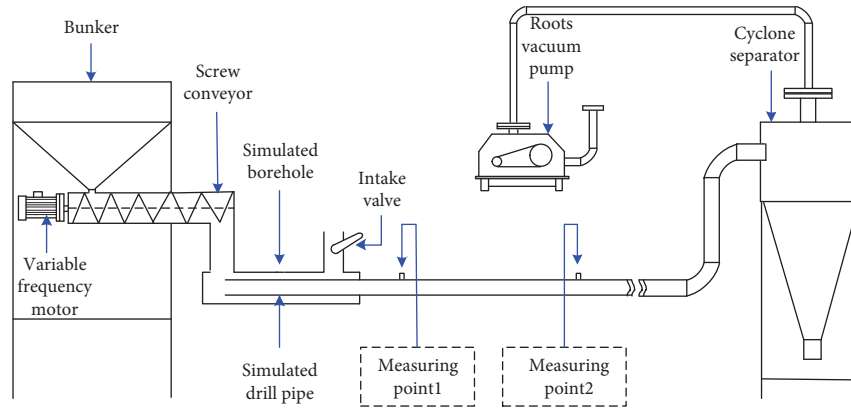 Bunker
Screw
conveyor
Simulated
borehole
Intake
valve
Roots
vacuum
pump
Cyclone
separator
Variable
frequency
motor
Simulated
drill pipe
Measuring
point1
Measuring
point2